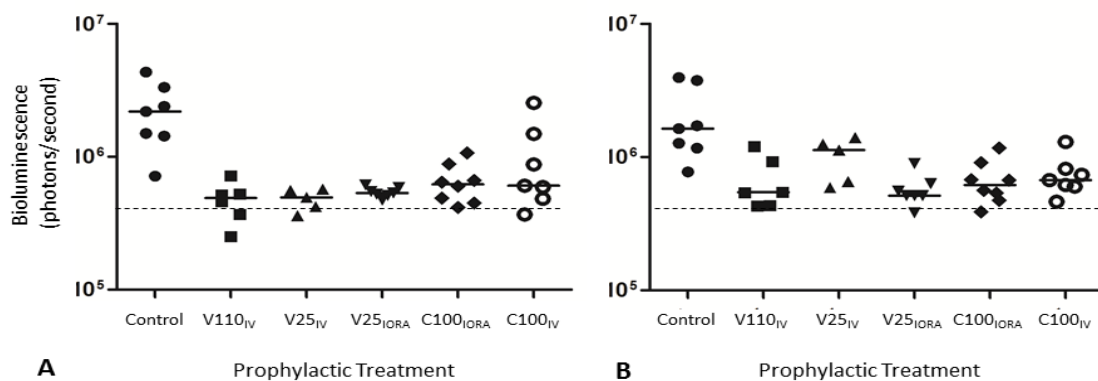 Bioluminescence
(photons/second)
10⁷
10⁶
10⁵
Control V110IV V25IV V25IORA C100IORA C100IV
A Prophylactic Treatment
10⁷
10⁶
10⁵
Control V110IV V25IV V25IORA C100IORA C100IV
B Prophylactic Treatment